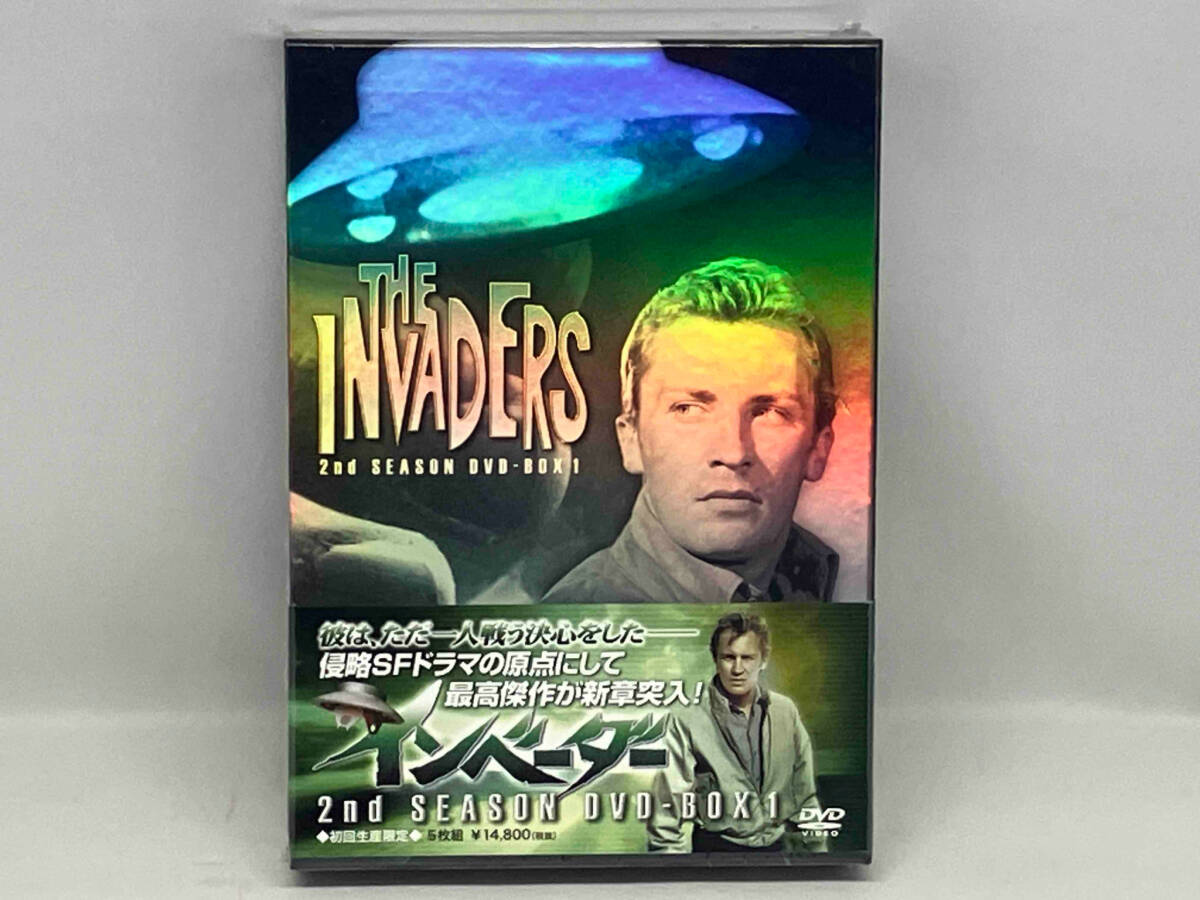 THE
INVADERS
2nd SEASON DVD-BOX 1
彼は、ただ一人戦う決心をした——
侵略SFドラマの原点にして
最高傑作が新章突入!
インベーダー
2nd SEASON DVD-BOX 1
DVD
VIDEO
◆初回生産限定◆ 5枚組 ¥14,800(税抜)